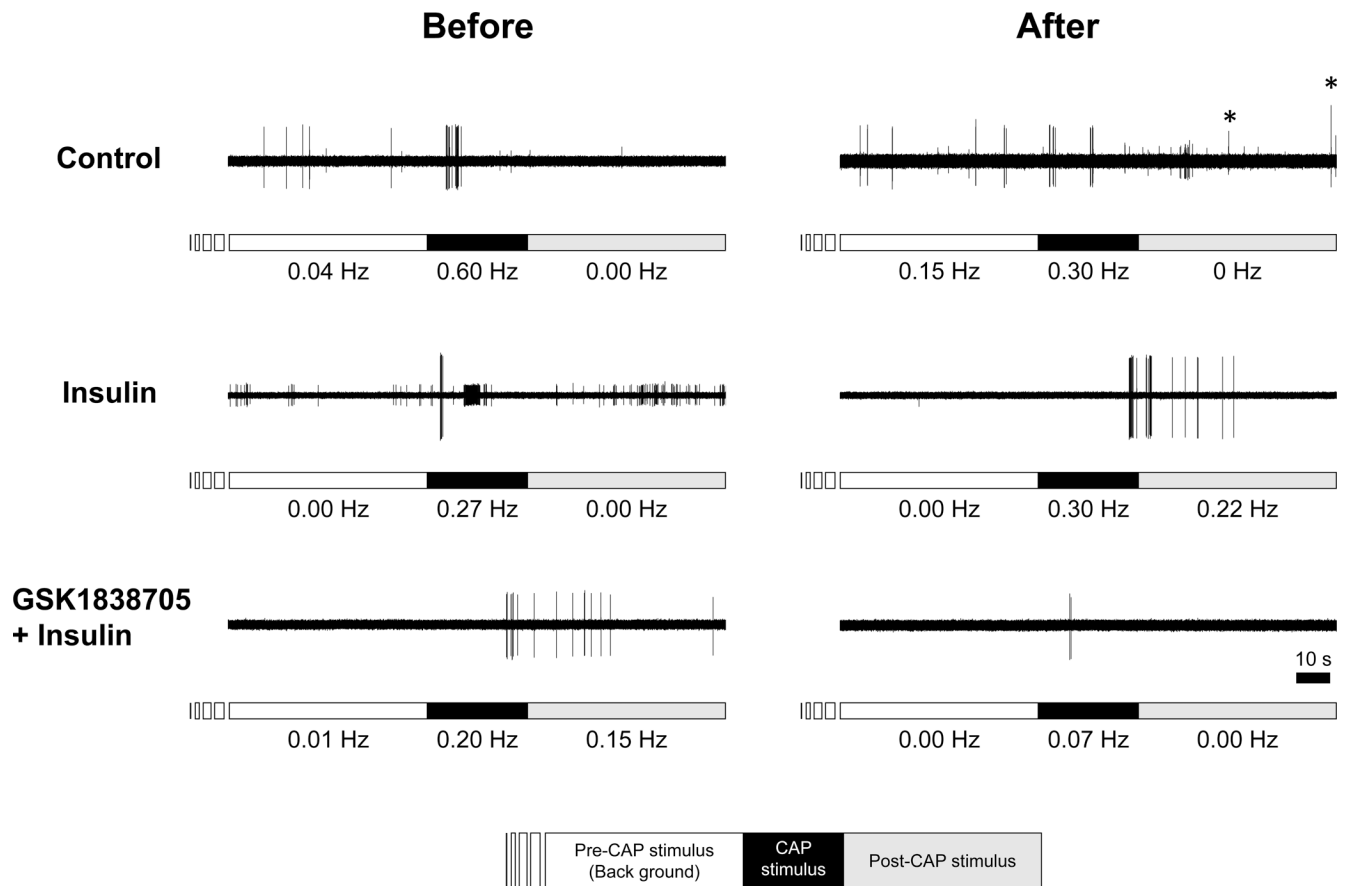 Before
After
*
*
Control
0.04 Hz
0.60 Hz
0.00 Hz
0.15 Hz
0.30 Hz
0 Hz
Insulin
0.00 Hz
0.27 Hz
0.00 Hz
0.00 Hz
0.30 Hz
0.22 Hz
GSK1838705
+ Insulin
10 s
0.01 Hz
0.20 Hz
0.15 Hz
0.00 Hz
0.07 Hz
0.00 Hz
Pre-CAP stimulus
(Back ground)
CAP
stimulus
Post-CAP stimulus